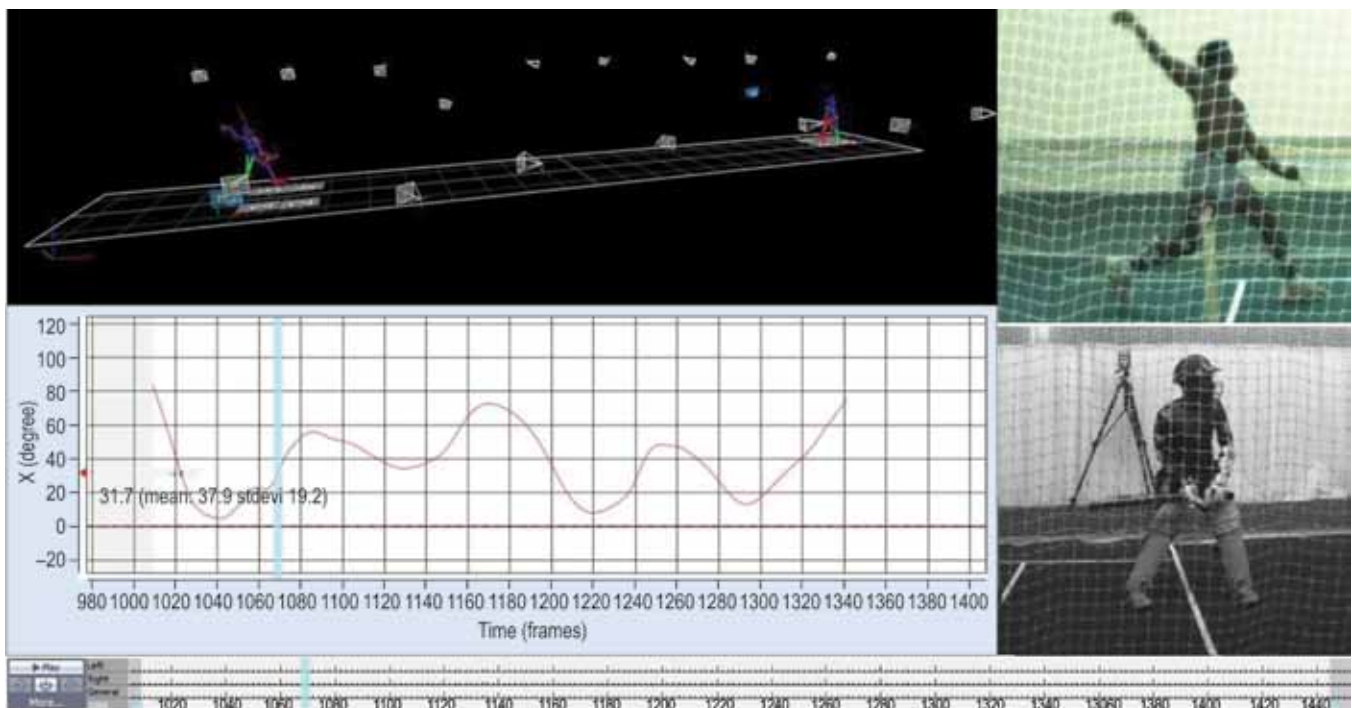 120
100
80
60
40
20
0
–20
X (degree)
31.7 (mean: 37.9 stdevi 19.2)
980 1000 1020 1040 1060 1080 1100 1120 1140 1160 1180 1200 1220 1240 1260 1280 1300 1320 1340 1360 1380 1400
Time (frames)
Play
Left
Right
General
More...
1020 1040 1060 1080 1100 1120 1140 1160 1180 1200 1220 1240 1260 1280 1300 1320 1340 13060 1380 1400 1420 1440